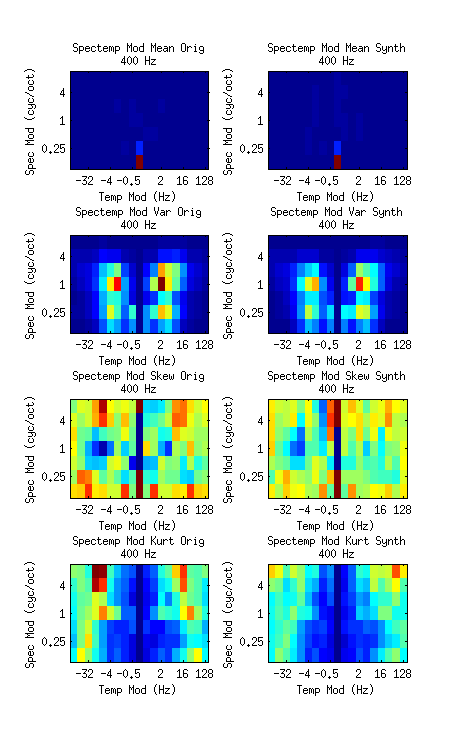 Spectemp Mod Mean Orig
400 Hz
Spec Mod (cyc/oct)
4
1
0.25
-32 -4 -0.5 2 16 128
Temp Mod (Hz)
Spectemp Mod Mean Synth
400 Hz
Spec Mod (cyc/oct)
4
1
0.25
-32 -4 -0.5 2 16 128
Temp Mod (Hz)
Spectemp Mod Var Orig
400 Hz
Spec Mod (cyc/oct)
4
1
0.25
-32 -4 -0.5 2 16 128
Temp Mod (Hz)
Spectemp Mod Var Synth
400 Hz
Spec Mod (cyc/oct)
4
1
0.25
-32 -4 -0.5 2 16 128
Temp Mod (Hz)
Spectemp Mod Skew Orig
400 Hz
Spec Mod (cyc/oct)
4
1
0.25
-32 -4 -0.5 2 16 128
Temp Mod (Hz)
Spectemp Mod Skew Synth
400 Hz
Spec Mod (cyc/oct)
4
1
0.25
-32 -4 -0.5 2 16 128
Temp Mod (Hz)
Spectemp Mod Kurt Orig
400 Hz
Spec Mod (cyc/oct)
4
1
0.25
-32 -4 -0.5 2 16 128
Temp Mod (Hz)
Spectemp Mod Kurt Synth
400 Hz
Spec Mod (cyc/oct)
4
1
0.25
-32 -4 -0.5 2 16 128
Temp Mod (Hz)